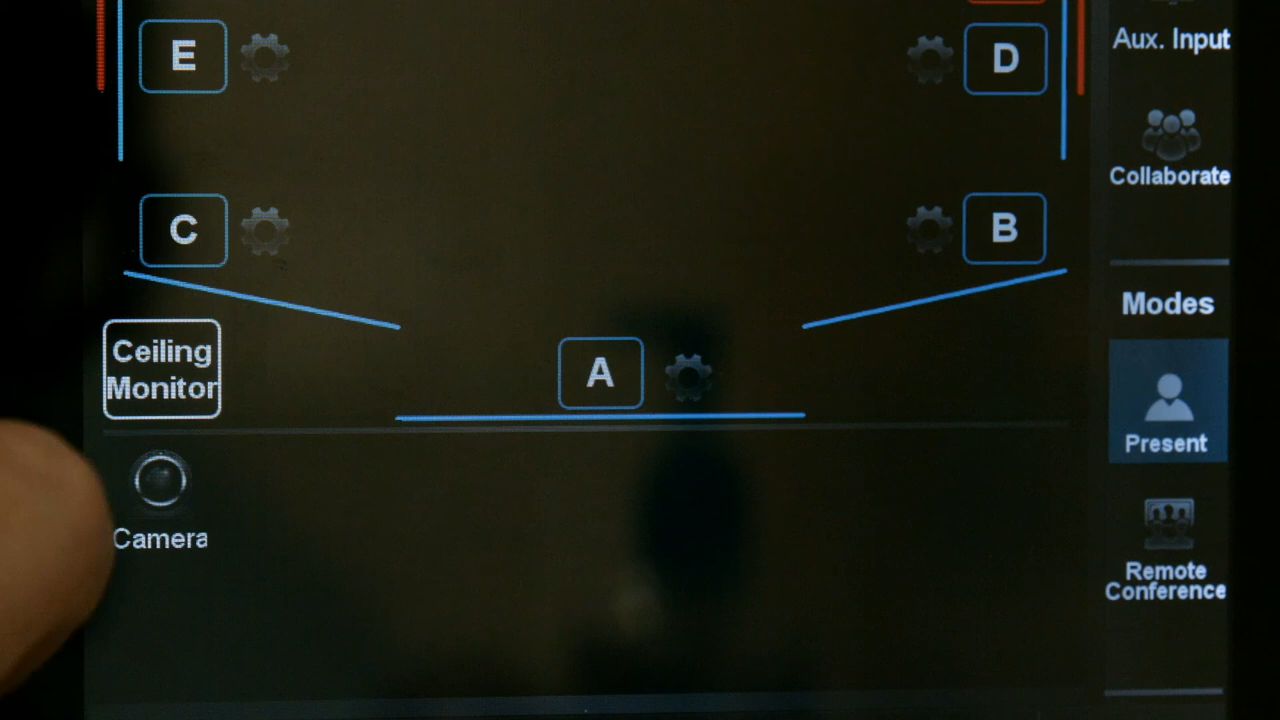 E
D
Aux. Input
Collaborate
C
B
Modes
Ceiling
Monitor
A
Present
Camera
Remote
Conference